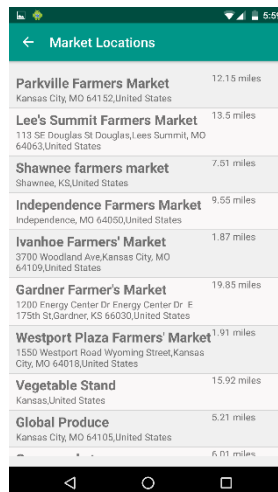 5:59
Market Locations
Parkville Farmers Market 12.15 miles
Kansas City, MO 64152,United States
Lee's Summit Farmers Market 13.5 miles
113 SE Douglas St Douglas,Lees Summit, MO
64063,United States
Shawnee farmers market 7.51 miles
Shawnee, KS,United States
Independence Farmers Market 9.55 miles
Independence, MO 64050,United States
Ivanhoe Farmers' Market 1.87 miles
3700 Woodland Ave,Kansas City, MO
64109,United States
Gardner Farmer's Market 19.85 miles
1200 Energy Center Dr Energy Center Dr E
175th St,Gardner, KS 66030,United States
Westport Plaza Farmers' Market 1.91 miles
1550 Westport Road Wyoming Street,Kansas
City, MO 64018,United States
Vegetable Stand 15.92 miles
Kansas,United States
Global Produce 5.21 miles
Kansas City, MO 64105,United States
6.01 miles